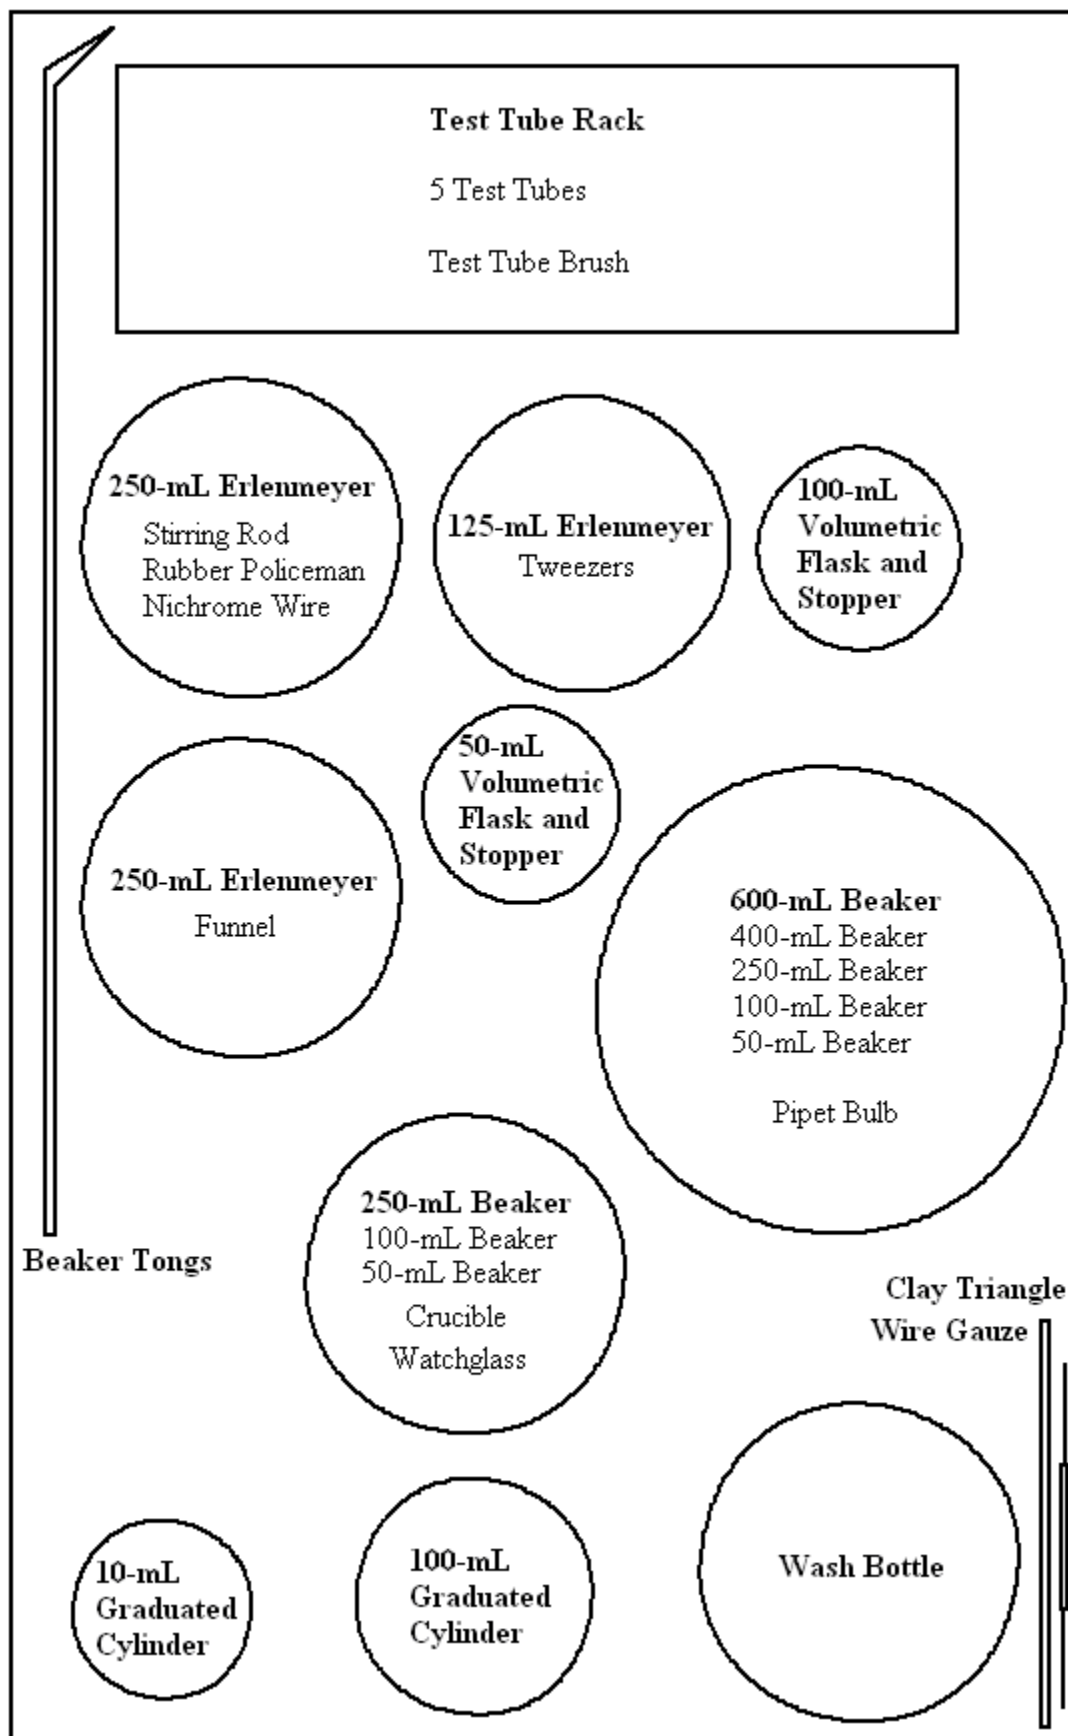 Test Tube Rack
5 Test Tubes
Test Tube Brush
250-mL Erlenmeyer
Stirring Rod
Rubber Policeman
Nichrome Wire
125-mL Erlenmeyer
Tweezers
100-mL
Volumetric
Flask and
Stopper
250-mL Erlenmeyer
Funnel
50-mL
Volumetric
Flask and
Stopper
600-mL Beaker
400-mL Beaker
250-mL Beaker
100-mL Beaker
50-mL Beaker
Pipet Bulb
Beaker Tongs
250-mL Beaker
100-mL Beaker
50-mL Beaker
Crucible
Watchglass
Clay Triangle
Wire Gauze
10-mL
Graduated
Cylinder
100-mL
Graduated
Cylinder
Wash Bottle